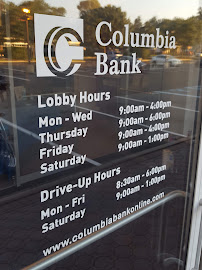 Columbia
Bank
Lobby Hours
Mon - Wed 9:00am - 4:00pm
Thursday 9:00am - 6:00pm
Friday 9:00am - 6:00pm
Saturday 9:00am - 1:00pm
Drive-Up Hours
Mon - Fri 8:30am - 6:00pm
Saturday 9:00am - 1:00pm
www.columbiabankonline.com